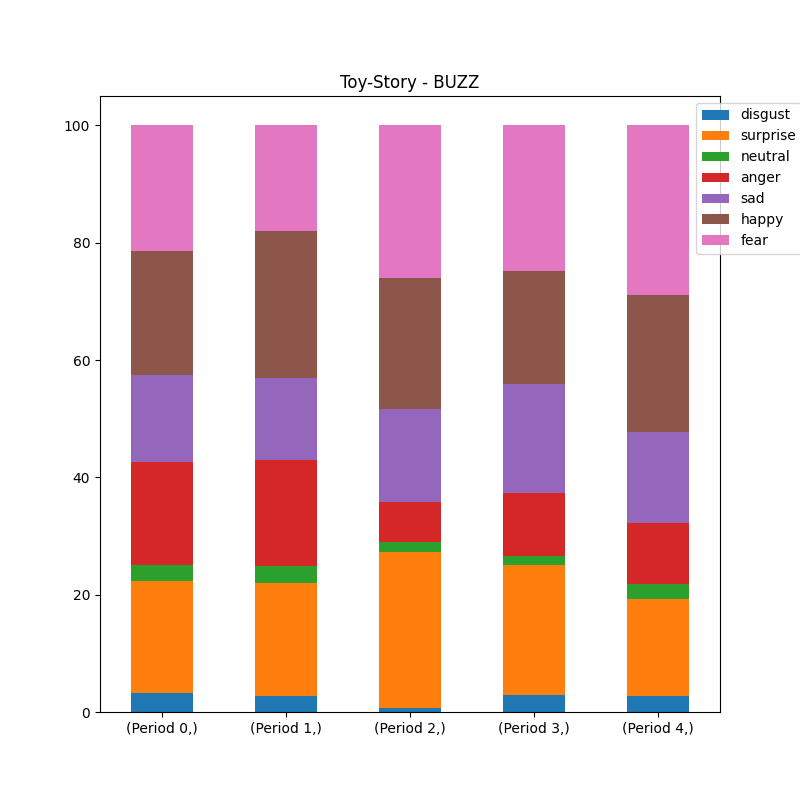 Toy-Story - BUZZ
disgust
surprise
neutral
anger
sad
happy
fear
100
80
60
40
20
0
(Period 0,) (Period 1,) (Period 2,) (Period 3,) (Period 4,)